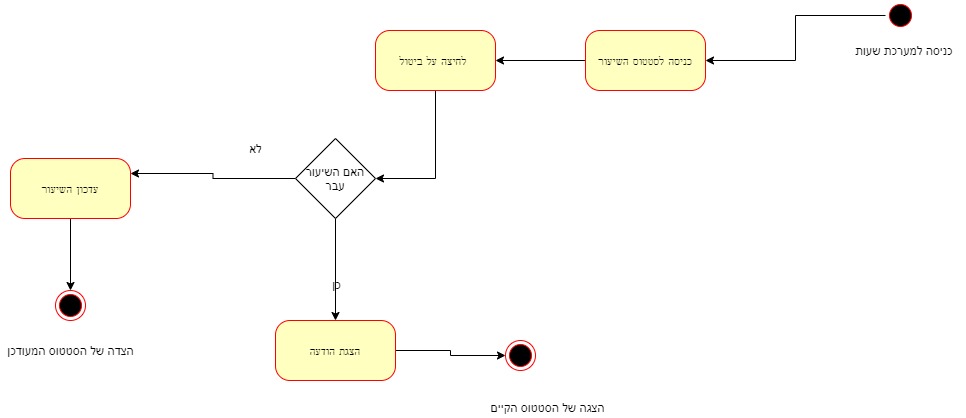 כניסה למערכת שעות
כניסה לסטטוס השיעור
לחיצה על ביטול
האם השיעור
עבר
לא
עדכון השיעור
הצדה של הסטטוס המעודכן
כן
הצגת הודעה
הצגה של הסטטוס הקיים